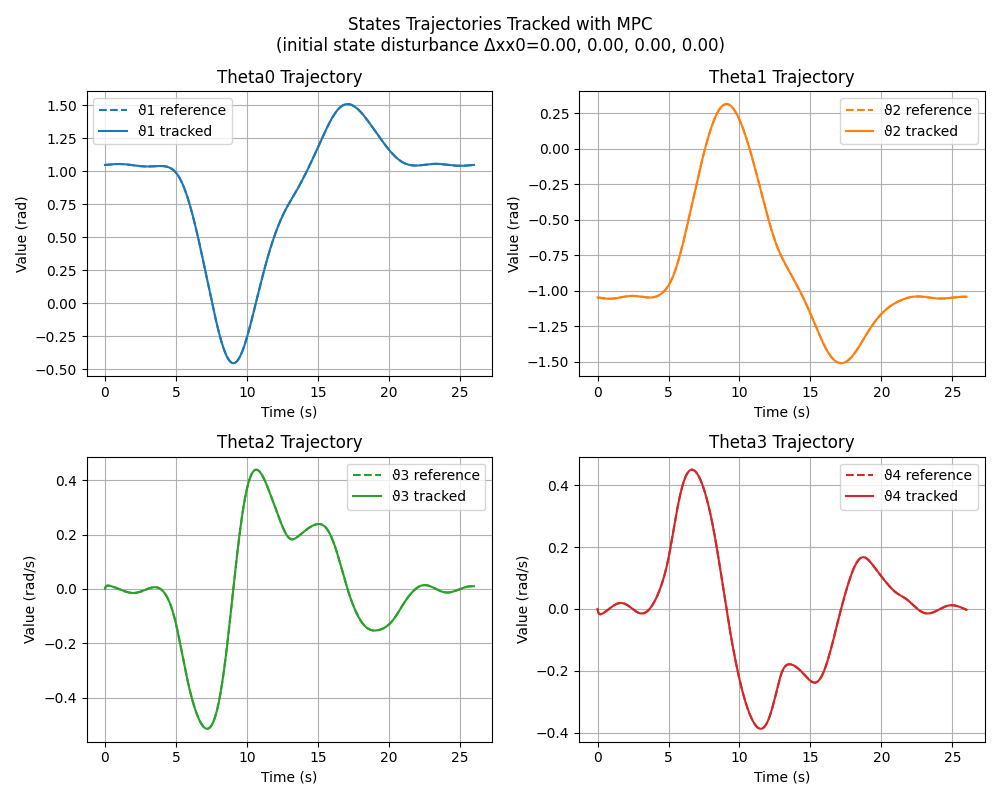 States Trajectories Tracked with MPC
(initial state disturbance Δxx0=0.00, 0.00, 0.00, 0.00)
Theta0 Trajectory
ϑ1 reference
ϑ1 tracked
1.50
1.25
1.00
0.75
0.50
0.25
0.00
−0.25
−0.50
Value (rad)
0 5 10 15 20 25
Time (s)
Theta1 Trajectory
ϑ2 reference
ϑ2 tracked
0.25
0.00
−0.25
−0.50
−0.75
−1.00
−1.25
−1.50
Value (rad)
0 5 10 15 20 25
Time (s)
Theta2 Trajectory
ϑ3 reference
ϑ3 tracked
0.4
0.2
0.0
−0.2
−0.4
Value (rad/s)
0 5 10 15 20 25
Time (s)
Theta3 Trajectory
ϑ4 reference
ϑ4 tracked
0.4
0.2
0.0
−0.2
−0.4
Value (rad/s)
0 5 10 15 20 25
Time (s)